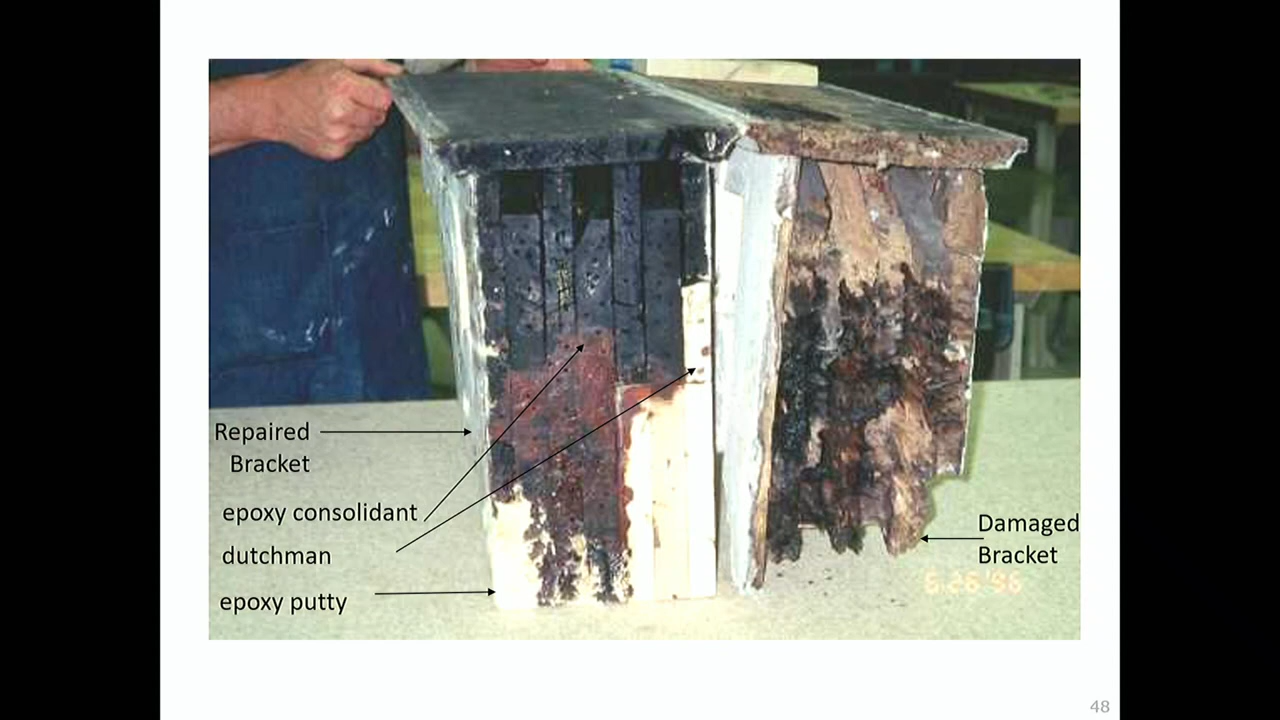 Repaired
Bracket
epoxy consolidant
dutchman
epoxy putty
Damaged
Bracket
6.26'96
48